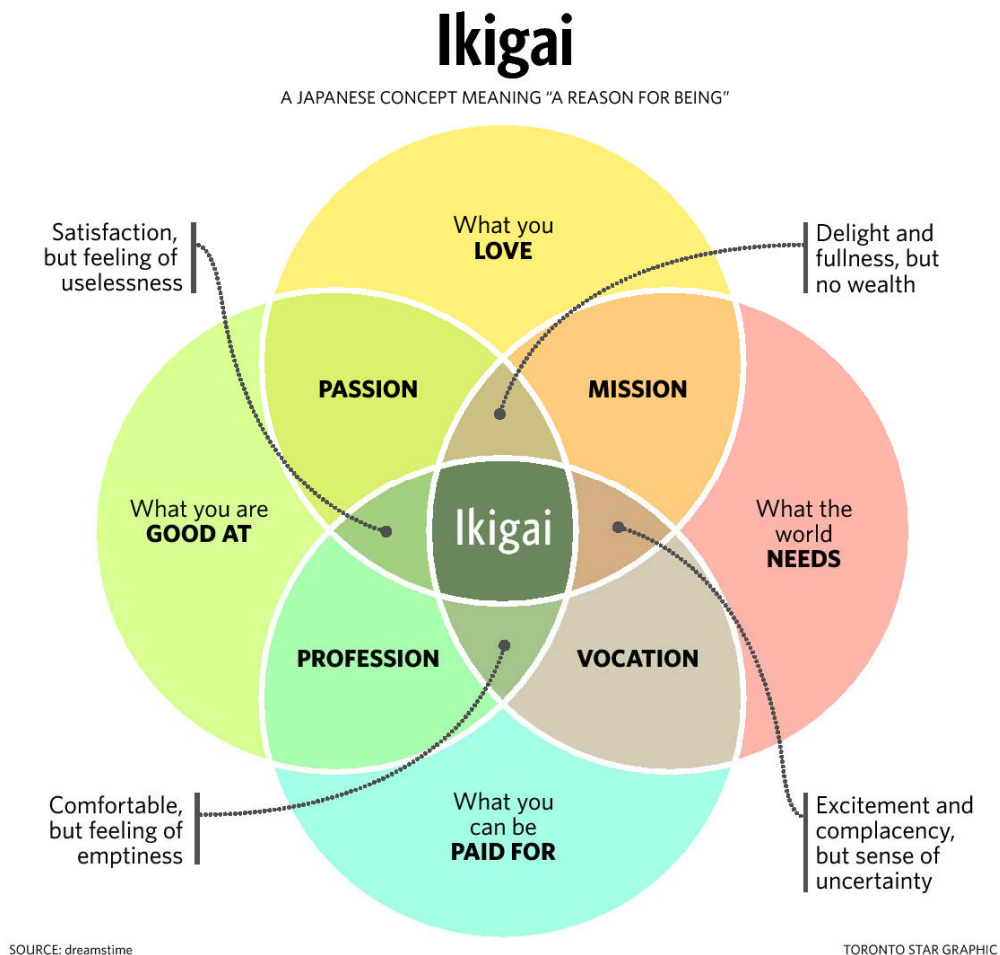 Ikigai
A JAPANESE CONCEPT MEANING “A REASON FOR BEING”
Satisfaction,
but feeling of
uselessness
What you
LOVE
Delight and
fullness, but
no wealth
PASSION
MISSION
What you are
GOOD AT
Ikigai
What the
world
NEEDS
PROFESSION
VOCATION
Comfortable,
but feeling of
emptiness
What you
can be
PAID FOR
Excitement and
complacency,
but sense of
uncertainty
SOURCE: dreamstime
TORONTO STAR GRAPHIC